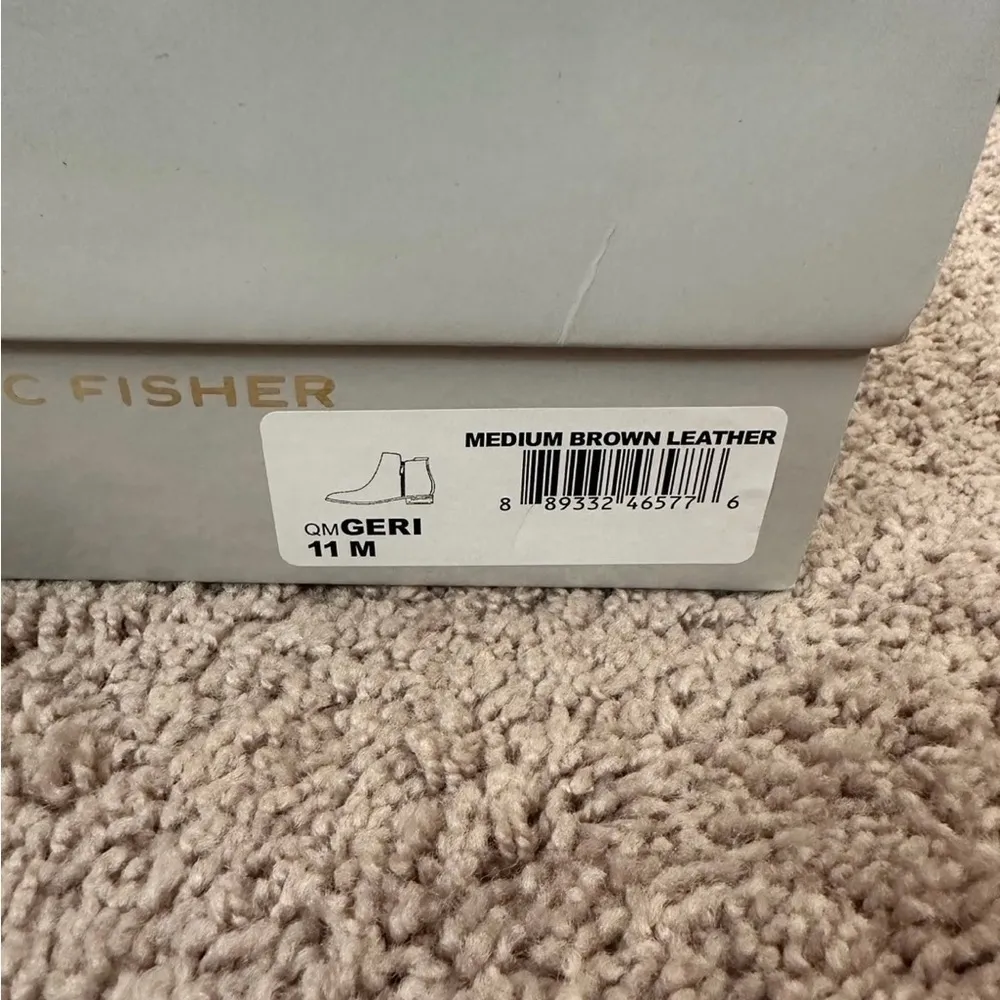 C FISHER
MEDIUM BROWN LEATHER
8 89332 46577 6
QMGERI
11 M